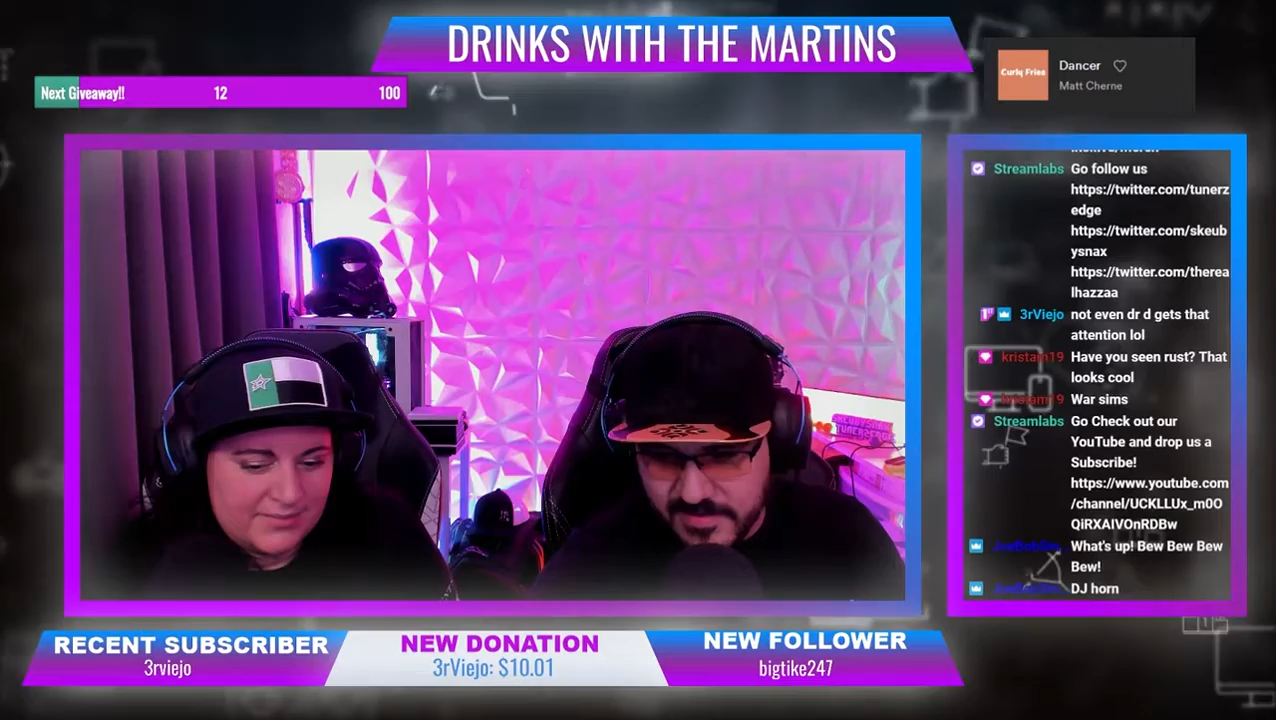 DRINKS WITH THE MARTINS
Next Giveaway!!
12
100
Curly Fries
Dancer
Matt Cherne
Streamlabs
Go follow us
https://twitter.com/tunerz
edge
https://twitter.com/skeub
ysnax
https://twitter.com/therea
lhazzaa
3rViejo
not even dr d gets that
attention lol
kristam19
Have you seen rust? That
looks cool
kristam19
War sims
Streamlabs
Go Check out our
YouTube and drop us a
Subscribe!
https://www.youtube.com
/channel/UCKLLUx_m0O
QiRXAIVOnRDBw
What's up! Bew Bew Bew
Bew!
DJ horn
RECENT SUBSCRIBER
3rviejo
NEW DONATION
3rViejo: $10.01
NEW FOLLOWER
bigtike247